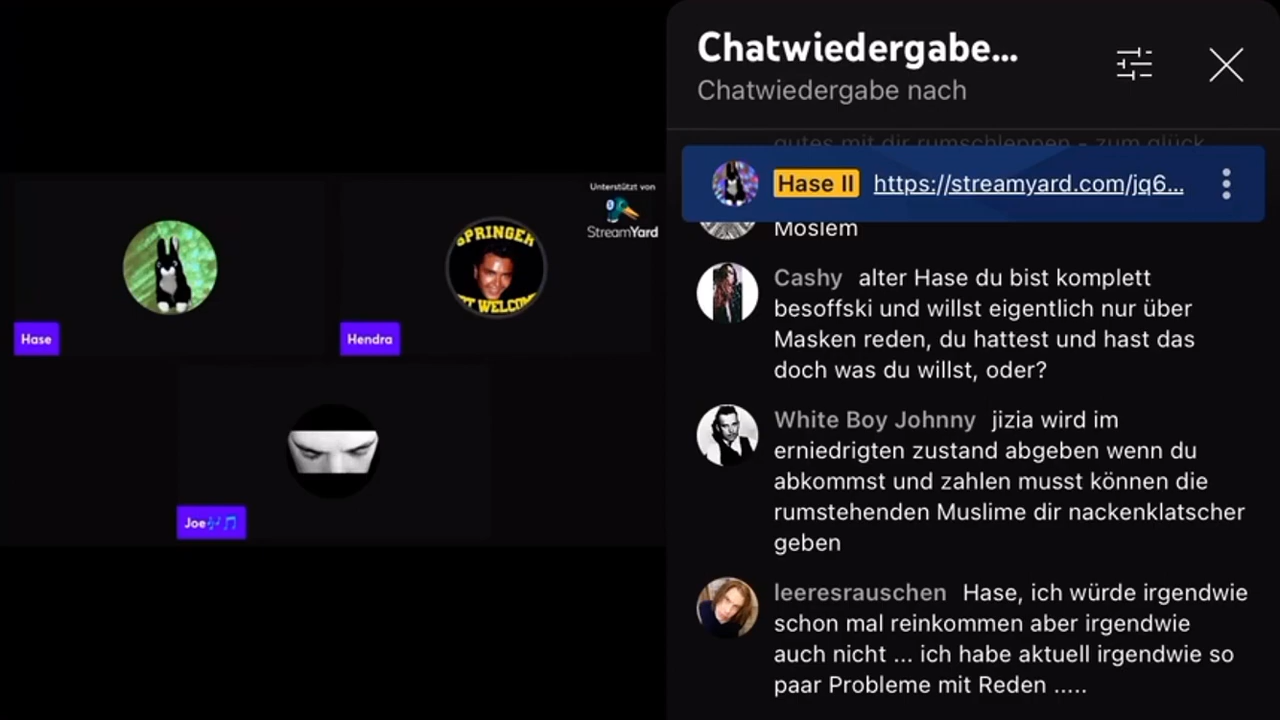 Chatwiedergabe...
Chatwiedergabe nach
gutes mit dir rumschleppen - zum glück
Hase II https://streamyard.com/jq6...
Moslem
Cashy alter Hase du bist komplett
besoffski und willst eigentlich nur über
Masken reden, du hattest und hast das
doch was du willst, oder?
White Boy Johnny jizia wird im
erniedrigten zustand abgeben wenn du
abkommst und zahlen musst können die
rumstehenden Muslime dir nackenklatscher
geben
leeresrauschen Hase, ich würde irgendwie
schon mal reinkommen aber irgendwie
auch nicht ... ich habe aktuell irgendwie so
paar Probleme mit Reden .....
Unterstützt von
StreamYard
SPRINGER
NOT WELCOME
Hase
Hendra
Joe🎶🎵